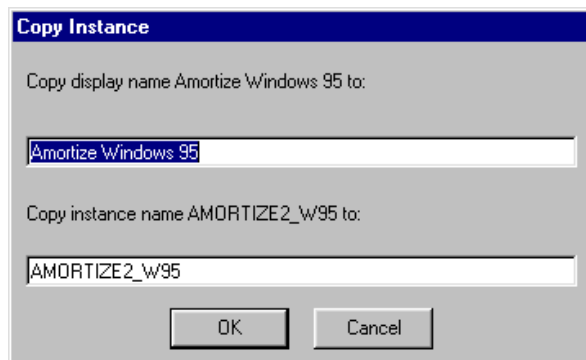 Copy Instance
Copy display name Amortize Windows 95 to:
Amortize Windows 95
Copy instance name AMORTIZE2_W95 to:
AMORTIZE2_W95
OK Cancel